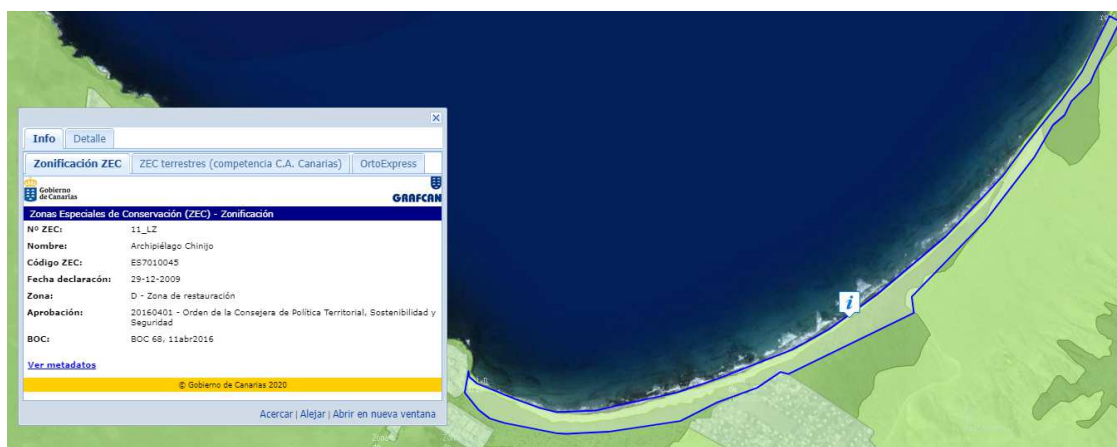 Info Detalle
Zonificación ZEC ZEC terrestres (competencia C.A. Canarias) OrtoExpress
Gobierno
de Canarias
GRAFCAN
Zonas Especiales de Conservación (ZEC) - Zonificación
Nº ZEC: 11_LZ
Nombre: Archipiélago Chinijo
Código ZEC: ES7010045
Fecha declaracón: 29-12-2009
Zona: D - Zona de restauración
Aprobación: 20160401 - Orden de la Consejera de Política Territorial, Sostenibilidad y
Seguridad
BOC: BOC 68, 11abr2016
Ver metadatos
© Gobierno de Canarias 2020
Acercar | Alejar | Abrir en nueva ventana
i